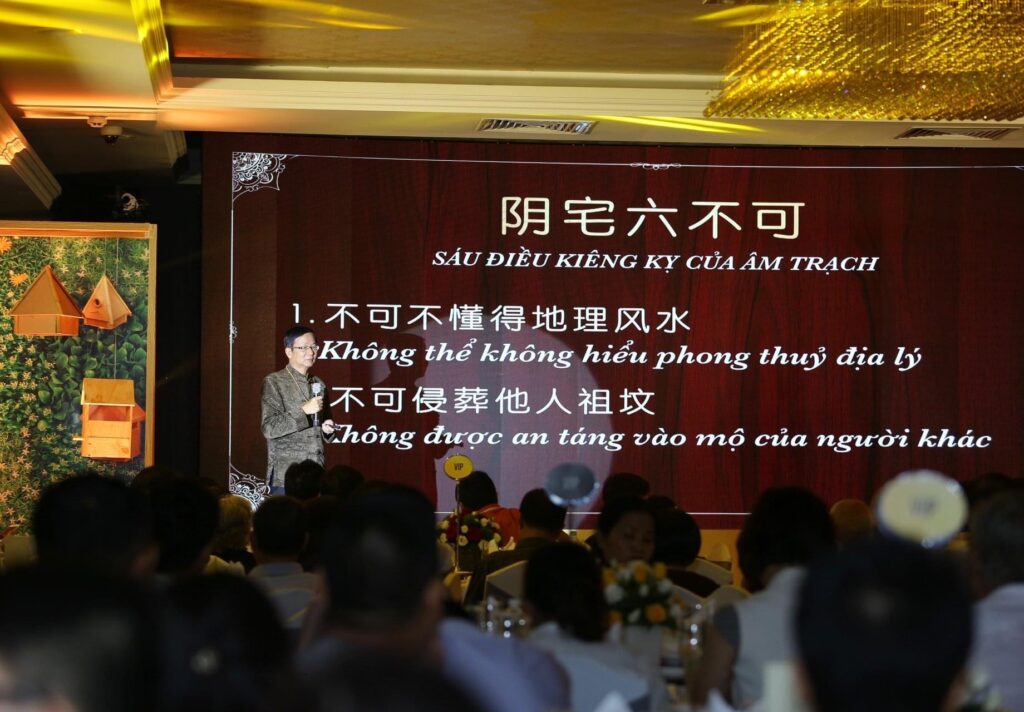 阴宅六不可
SÁU ĐIỀU KIÊNG KỴ CỦA ÂM TRẠCH
1. 不可不懂得地理风水
Không thể không hiểu phong thuỷ địa lý
不可侵葬他人祖坟
Không được an táng vào mộ của người khác
VIP
VIP